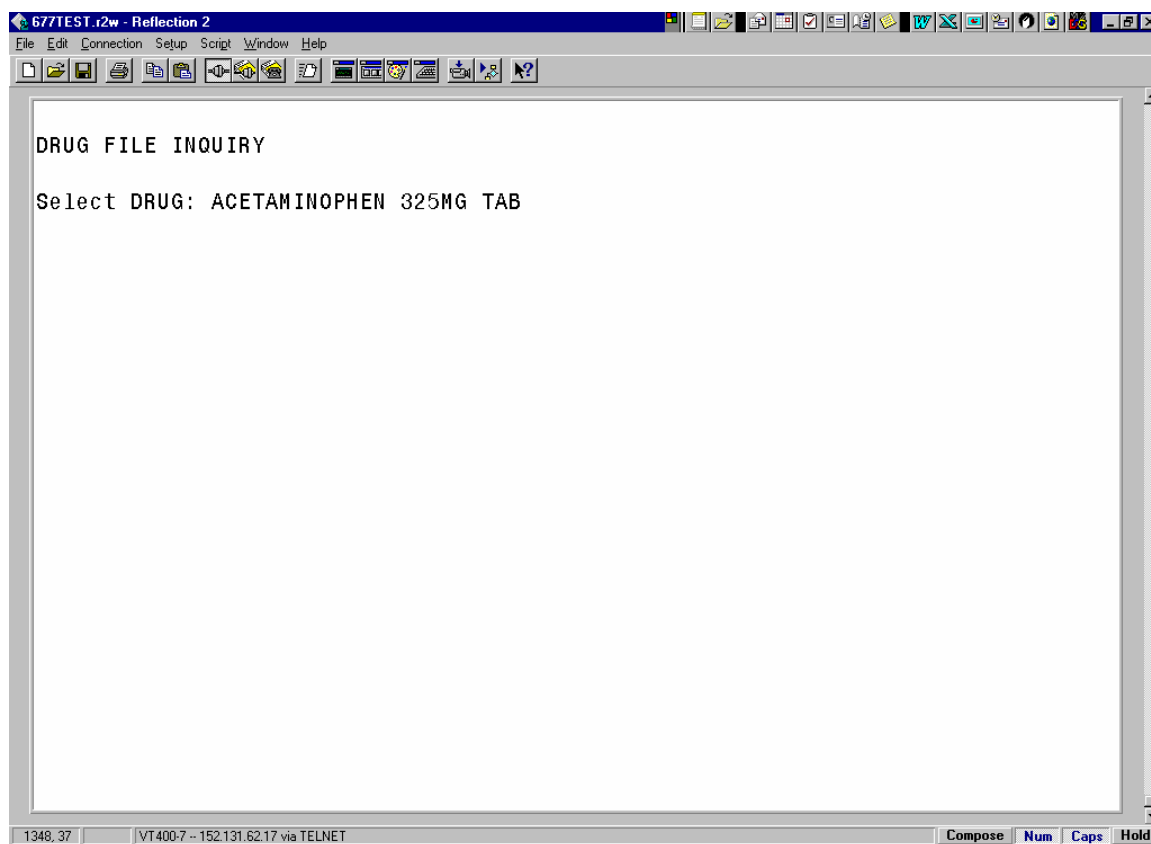 677TEST.r2w - Reflection 2
File Edit Connection Setup Script Window Help
DRUG FILE INQUIRY
Select DRUG: ACETAMINOPHEN 325MG TAB
1348, 37 VT400-7 -- 152.131.62.17 via TELNET Compose Num Caps Hold